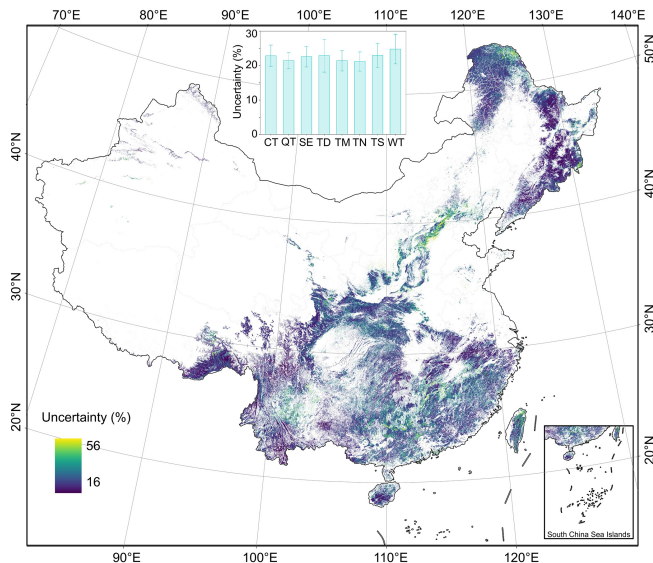 70°E 80°E 90°E 100°E 110°E 120°E 130°E 140°E
30
20
10
0
Uncertainty (%)
CT QT SE TD TM TN TS WT
50°N
40°N
40°N
30°N
30°N
20°N
20°N
Uncertainty (%)
56
16
South China Sea Islands
90°E 100°E 110°E 120°E